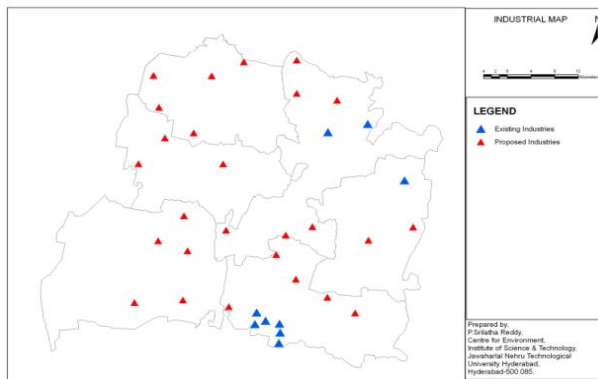 INDUSTRIAL MAP
N
LEGEND
Existing Industries
Proposed Industries
Prepared by,
P.Srilatha Reddy,
Centre for Environment,
Institute of Science & Technology,
Jawaharlal Nehru Technological
University Hyderabad,
Hyderabad-500 085.